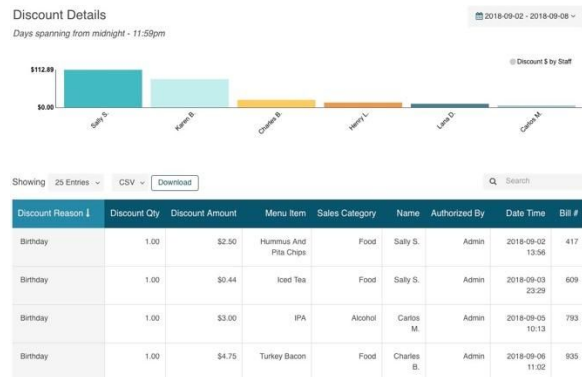 Discount Details
2018-09-02 - 2018-09-08
Days spanning from midnight - 11:59pm
Discount $ by Staff
$112.89
$0.00
Sally S.
Karen B.
Charles B.
Henry L.
Lana D.
Carlos M.
Showing 25 Entries CSV Download Search
Discount Reason Discount Qty Discount Amount Menu Item Sales Category Name Authorized By Date Time Bill #
Birthday 1.00 $2.50 Hummus And Food Sally S. Admin 2018-09-02 417
Pita Chips 13:56
Birthday 1.00 $0.44 Iced Tea Food Sally S. Admin 2018-09-03 609
23:29
Birthday 1.00 $3.00 IPA Alcohol Carlos Admin 2018-09-05 793
M. 10:13
Birthday 1.00 $4.75 Turkey Bacon Food Charles Admin 2018-09-06 935
B. 11:02